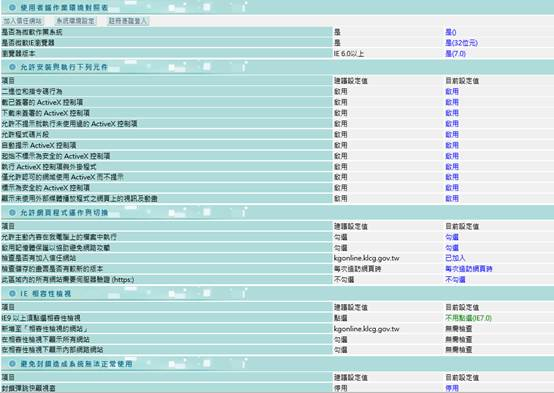 使用者端作業環境對照表
加入信任網站 系統環境設定 註冊憑證登入
是否為微軟作業系統 是 是()
是否微軟IE瀏覽器 是 是(32位元)
瀏覽器版本 IE 6.0以上 是(7.0)
允許安裝與執行下列元件
項目 建議設定值 目前設定值
二進位和指令碼行為 啟用 啟用
下載已簽署的 ActiveX 控制項 啟用 啟用
下載未簽署的 ActiveX 控制項 啟用 啟用
允許不提示就執行未使用過的 ActiveX 控制項 啟用 啟用
允許程式碼片段 啟用 啟用
自動提示 ActiveX 控制項 啟用 啟用
起始不標示為安全的 ActiveX 控制項 啟用 啟用
執行 ActiveX 控制項與外掛程式 啟用 啟用
僅允許認可的網域使用 ActiveX 而不提示 啟用 啟用
標示為安全的 ActiveX 控制項 啟用 啟用
顯示未使用外部媒體播放程式之網頁上的視訊及動畫 啟用 啟用
允許網頁程式運作與切換
項目 建議設定值 目前設定值
允許主動內容在我電腦上的檔案中執行 勾選 勾選
啟用記憶體保護以協助避免網路攻擊 勾選 勾選
檢查是否有加入信任網站 kgonline.klcg.gov.tw 已加入
檢查儲存的畫面是否有較新的版本 每次造訪網頁時 每次造訪網頁時
此區域內的所有網站需要伺服器驗證 (https:) 不勾選 不勾選
IE 相容性檢視
項目 建議設定值 目前設定值
IE9 以上須點選相容性檢視 點選 不用點選(IE7.0)
新增至「相容性檢視的網站」 kgonline.klcg.gov.tw 無需檢查
在相容性檢視下顯示所有網站 勾選 無需檢查
在相容性檢視下顯示內部網路網站 勾選 無需檢查
避免封鎖造成系統無法正常使用
項目 建議設定值 目前設定值
封鎖彈跳快顯視窗 停用 停用